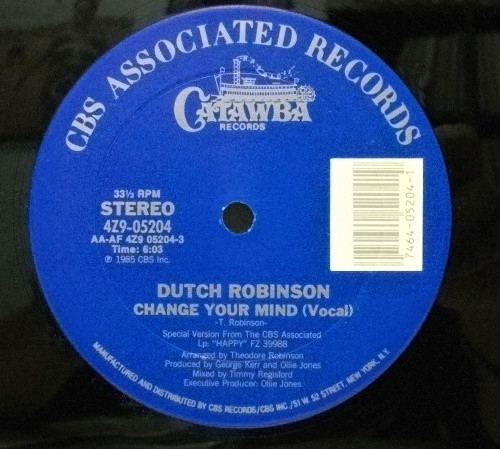 CBS ASSOCIATED RECORDS
CATAWBA
RECORDS
33⅓ RPM
STEREO
4Z9-05204
AA-AF 4Z9 05204-3
Time: 6:03
℗ 1985 CBS Inc.
7464-05204-1
DUTCH ROBINSON
CHANGE YOUR MIND (Vocal)
-T. Robinson-
Special Version From The CBS Associated
Lp: "HAPPY" FZ 39988
Arranged by Theodore Robinson
Produced by George Kerr and Ollie Jones
Mixed by Timmy Regisford
Executive Producer: Ollie Jones
MANUFACTURED AND DISTRIBUTED BY CBS RECORDS/CBS INC./51 W. 52 STREET, NEW YORK, N.Y.